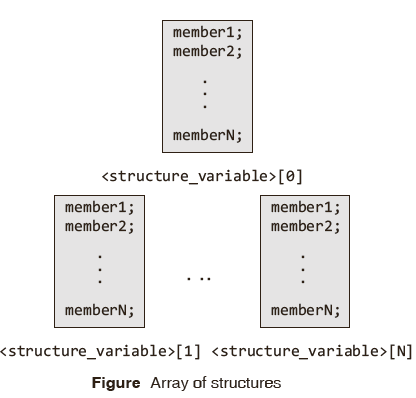 member1;
member2;
.
.
.
memberN;
<structure_variable>[0]
member1;
member2;
.
.
.
memberN;
. ..
member1;
member2;
.
.
.
memberN;
<structure_variable>[1] <structure_variable>[N]
Figure Array of structures